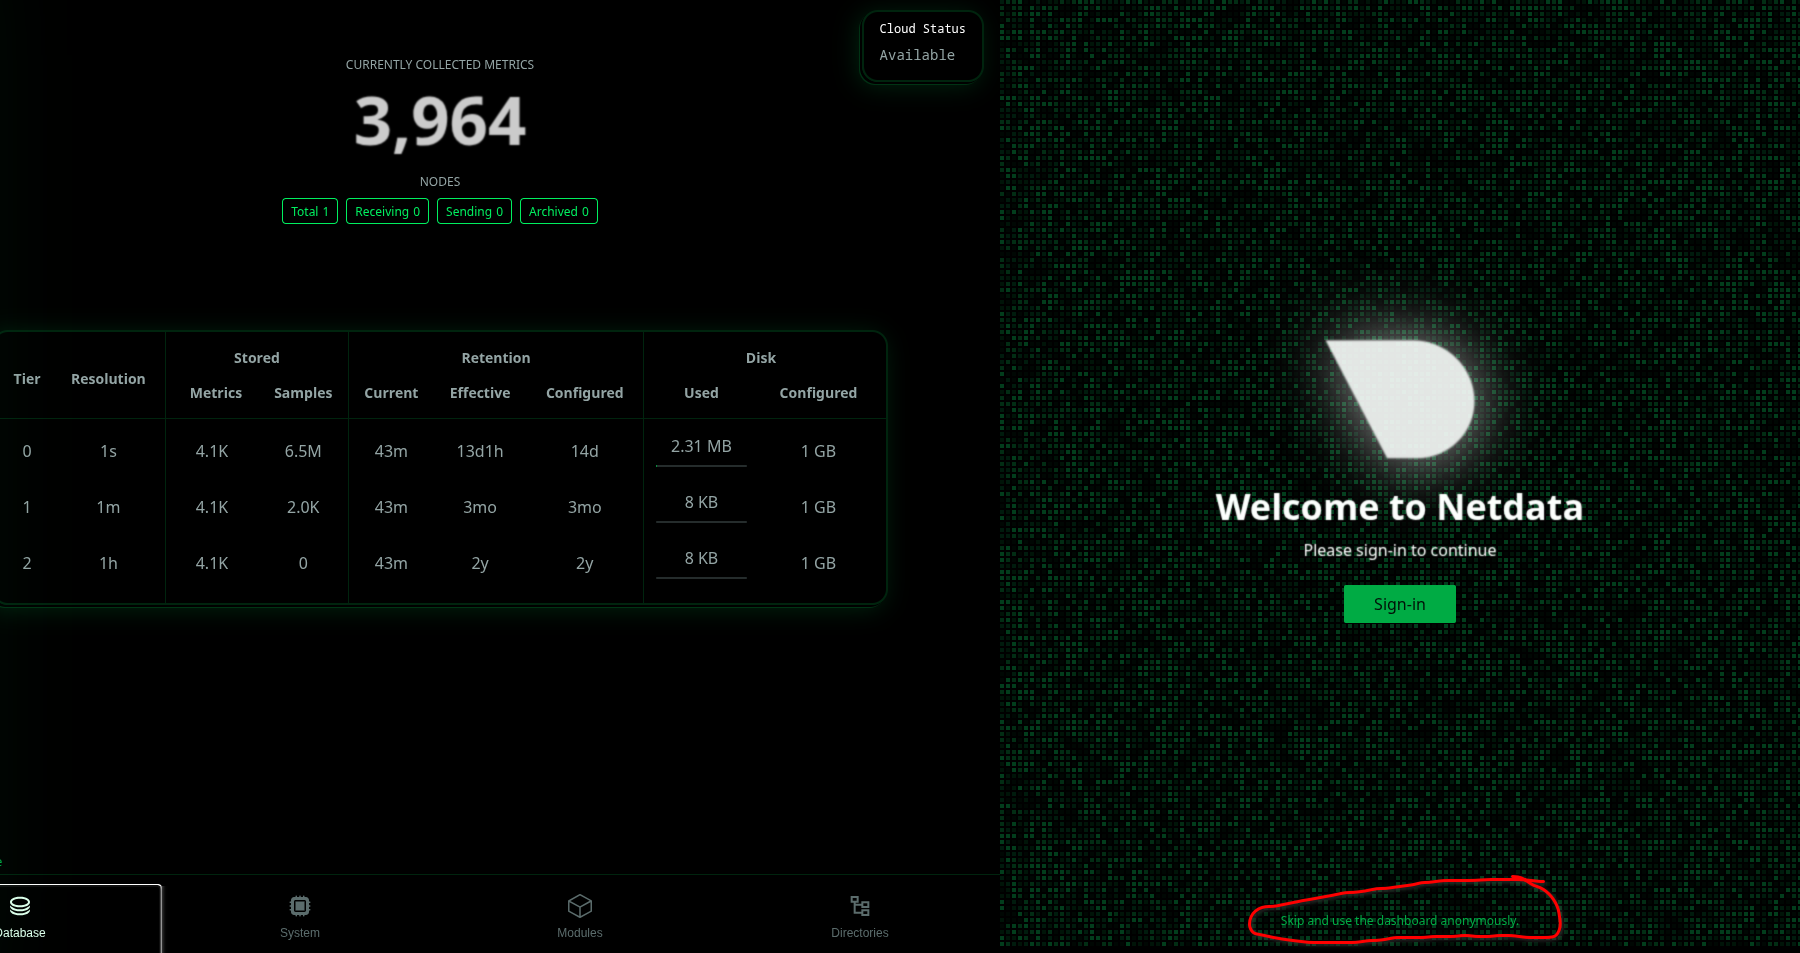 Cloud Status
Available
CURRENTLY COLLECTED METRICS
3,964
NODES
Total 1 Receiving 0 Sending 0 Archived 0
Stored Retention Disk
Tier Resolution Metrics Samples Current Effective Configured Used Configured
0 1s 4.1K 6.5M 43m 13d1h 14d 2.31 MB 1 GB
1 1m 4.1K 2.0K 43m 3mo 3mo 8 KB 1 GB
2 1h 4.1K 0 43m 2y 2y 8 KB 1 GB
Database System Modules Directories
Welcome to Netdata
Please sign-in to continue
Sign-in
Skip and use the dashboard anonymously.